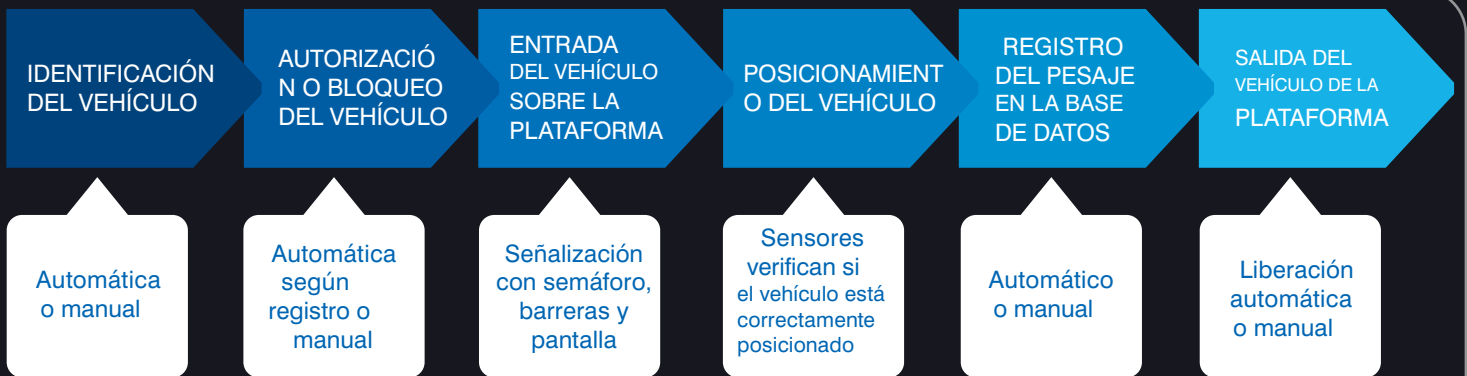 IDENTIFICACIÓN
DEL VEHÍCULO
AUTORIZACIÓ
N O BLOQUEO
DEL VEHÍCULO
ENTRADA
DEL VEHÍCULO
SOBRE LA
PLATAFORMA
POSICIONAMIENT
O DEL VEHÍCULO
REGISTRO
DEL PESAJE
EN LA BASE
DE DATOS
SALIDA DEL
VEHÍCULO DE LA
PLATAFORMA
Automática
o manual
Automática
según
registro o
manual
Señalización
con semáforo,
barreras y
pantalla
Sensores
verifican si
el vehículo está
correctamente
posicionado
Automático
o manual
Liberación
automática
o manual